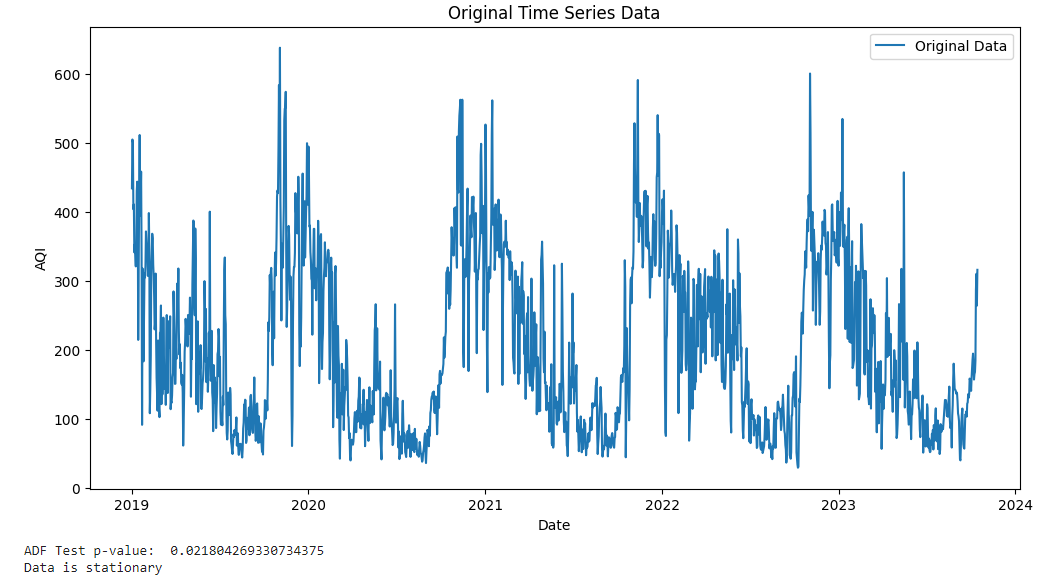 Original Time Series Data
Original Data
600
500
400
300
200
100
0
AQI
2019 2020 2021 2022 2023 2024
Date
ADF Test p-value:  0.021804269330734375
Data is stationary